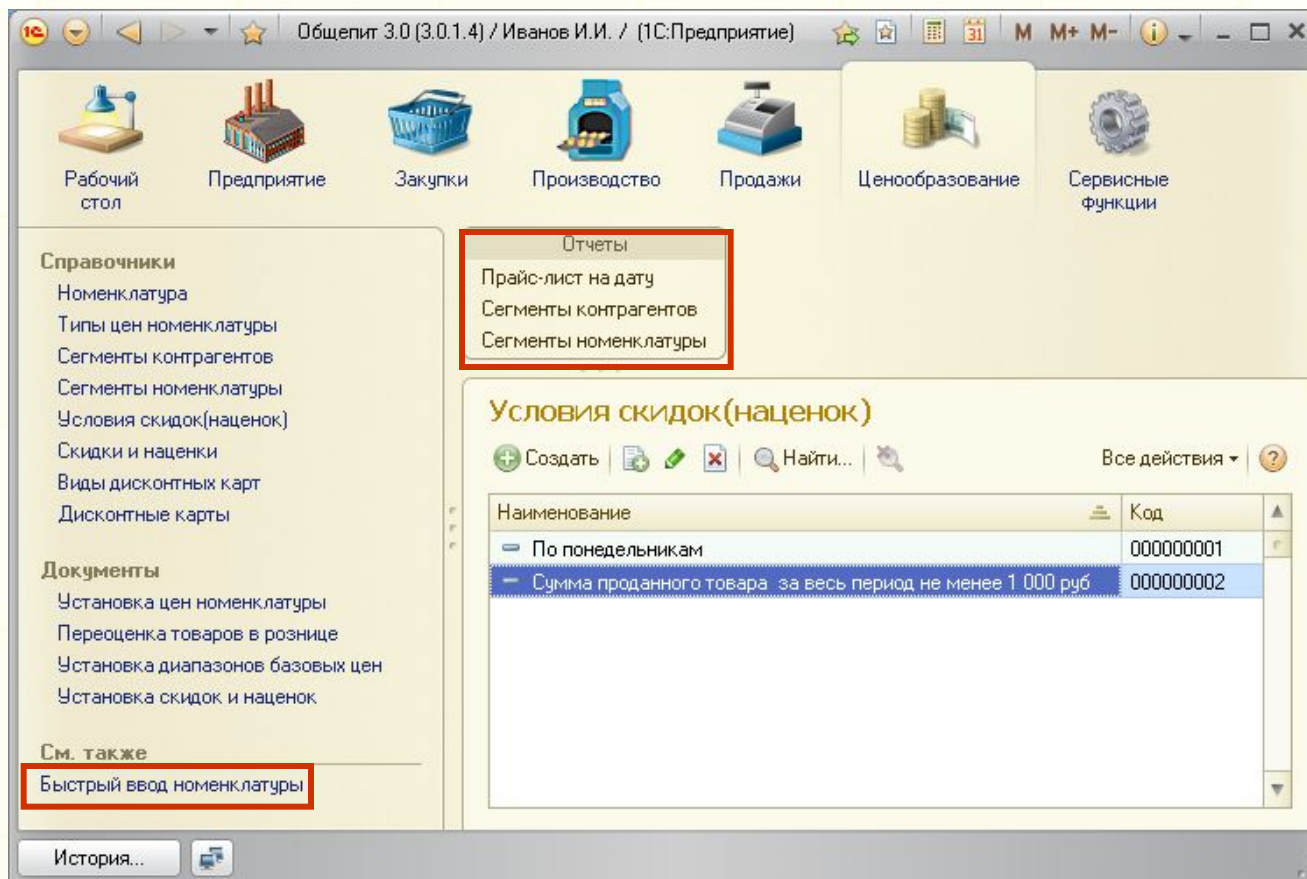 1С Общепит 3.0 (3.0.1.4) / Иванов И.И. / (1С:Предприятие) 31 M M+ M-
Рабочий стол
Предприятие
Закупки
Производство
Продажи
Ценообразование
Сервисные функции
Справочники
Номенклатура
Типы цен номенклатуры
Сегменты контрагентов
Сегменты номенклатуры
Условия скидок(наценок)
Скидки и наценки
Виды дисконтных карт
Дисконтные карты
Документы
Установка цен номенклатуры
Переоценка товаров в рознице
Установка диапазонов базовых цен
Установка скидок и наценок
См. также
Быстрый ввод номенклатуры
Отчеты
Прайс-лист на дату
Сегменты контрагентов
Сегменты номенклатуры
Условия скидок(наценок)
Создать Найти... Все действия ?
Наименование Код
По понедельникам 000000001
Сумма проданного товара за весь период не менее 1 000 руб 000000002
История...